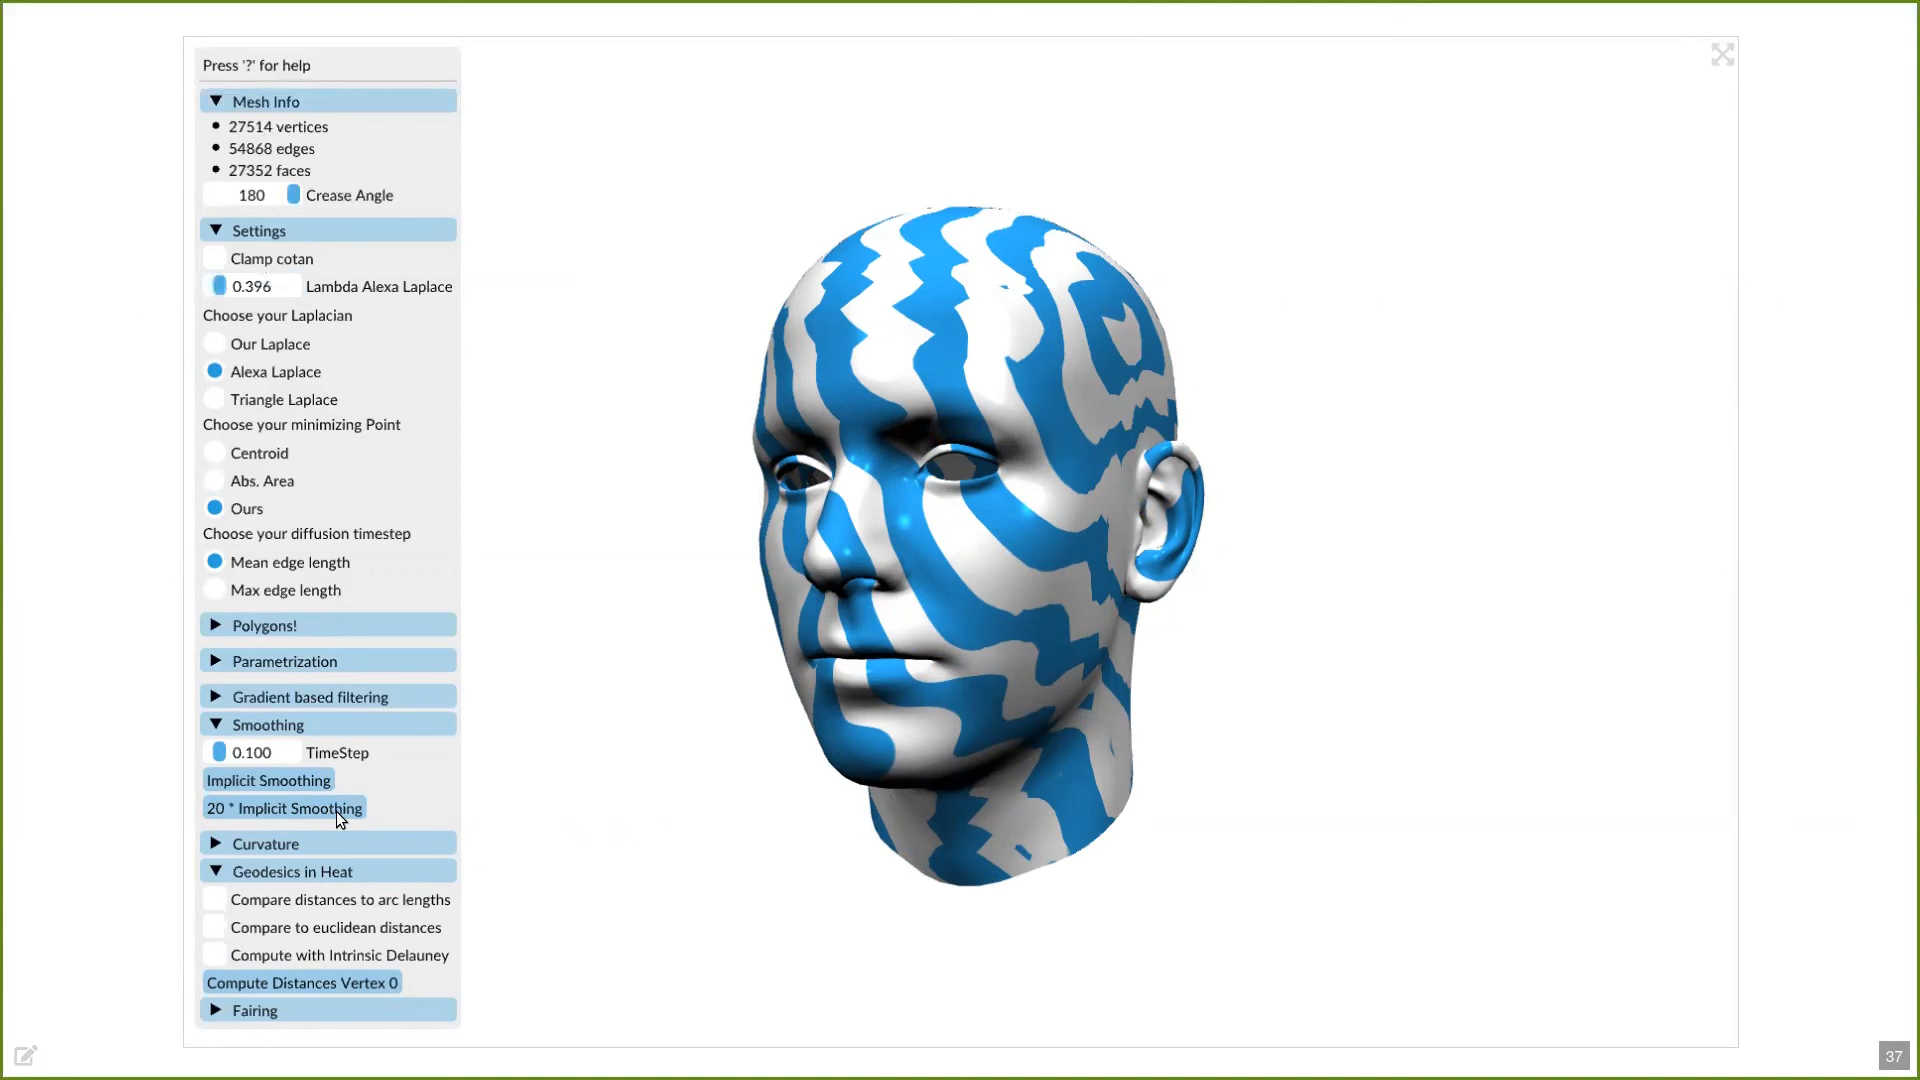 Press '?' for help
Mesh Info
27514 vertices
54868 edges
27352 faces
180 Crease Angle
Settings
Clamp cotan
0.396 Lambda Alexa Laplace
Choose your Laplacian
Our Laplace
Alexa Laplace
Triangle Laplace
Choose your minimizing Point
Centroid
Abs. Area
Ours
Choose your diffusion timestep
Mean edge length
Max edge length
Polygons!
Parametrization
Gradient based filtering
Smoothing
0.100 TimeStep
Implicit Smoothing
20 * Implicit Smoothing
Curvature
Geodesics in Heat
Compare distances to arc lengths
Compare to euclidean distances
Compute with Intrinsic Delauney
Compute Distances Vertex 0
Fairing
37